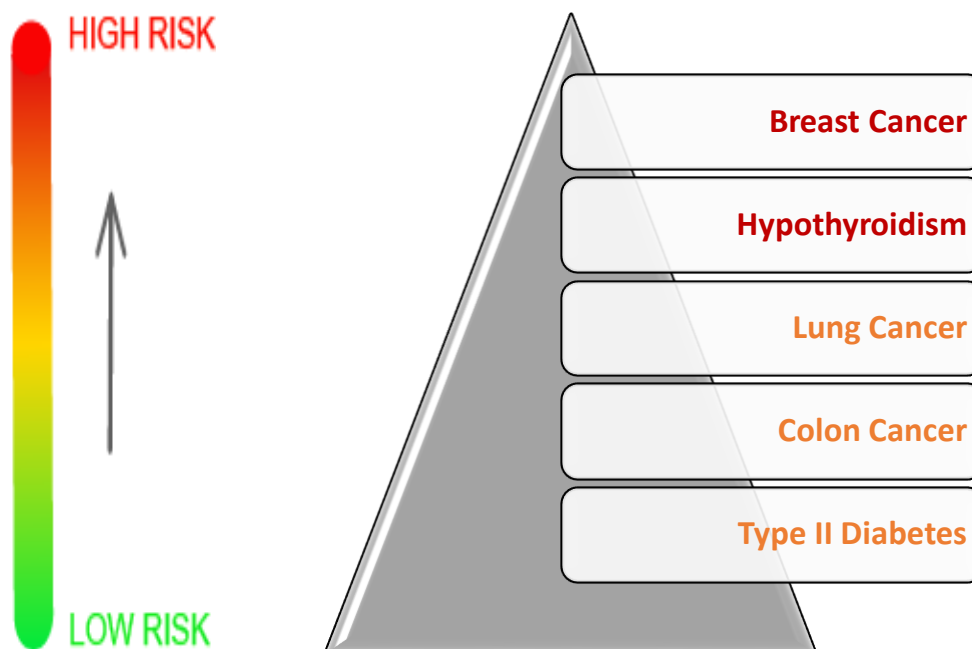 HIGH RISK
Breast Cancer
Hypothyroidism
Lung Cancer
Colon Cancer
Type II Diabetes
LOW RISK